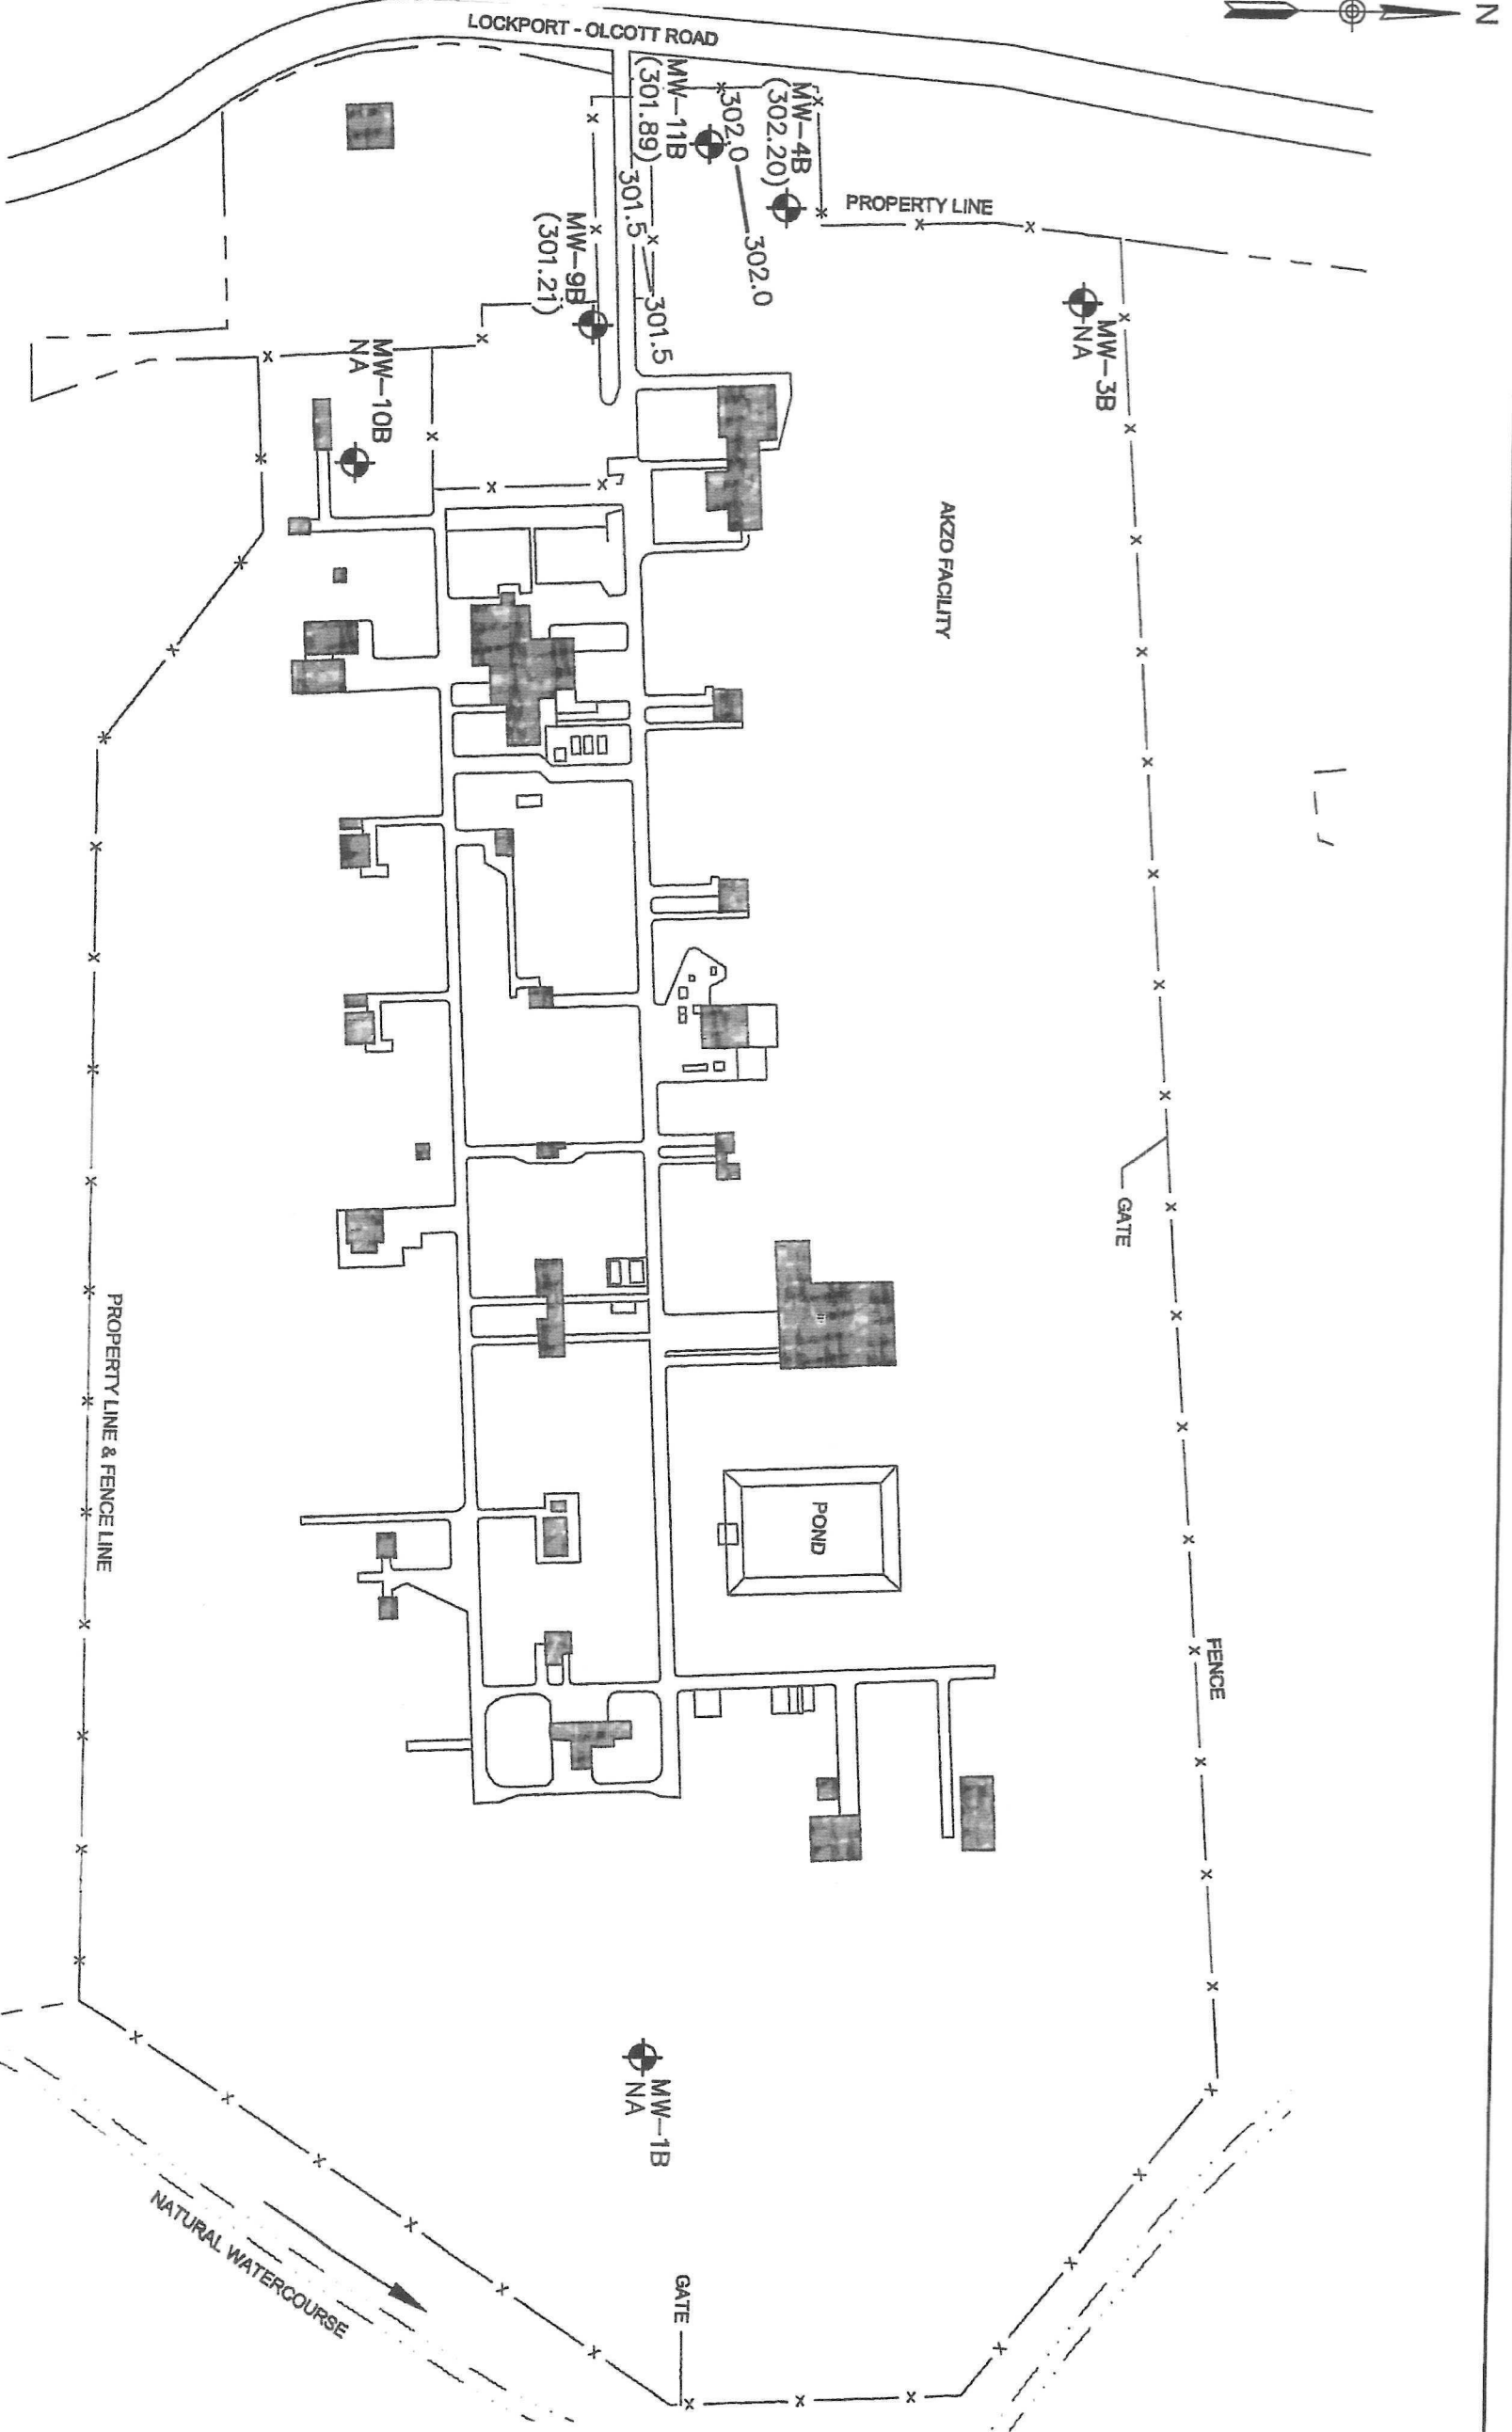 N
LOCKPORT - OLCOTT ROAD
MW-4B
(302.20)
302.0
302.0
MW-11B
(301.89)
301.5
301.5
MW-9B
(301.21)
PROPERTY LINE
MW-3B
NA
MW-10B
NA
AKZO FACILITY
GATE
PROPERTY LINE & FENCE LINE
POND
FENCE
MW-1B
NA
NATURAL WATERCOURSE
GATE